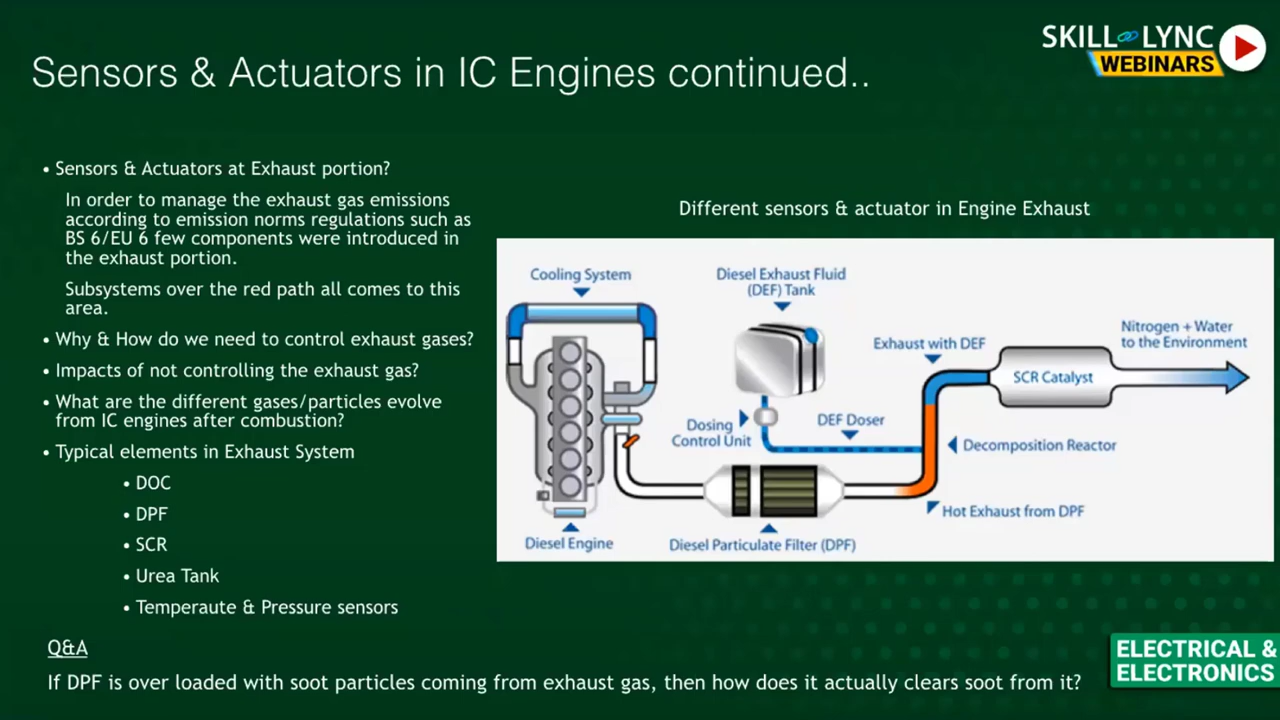 SKILL LYNC
WEBINARS
Sensors & Actuators in IC Engines continued..
• Sensors & Actuators at Exhaust portion?
In order to manage the exhaust gas emissions
according to emission norms regulations such as
BS 6/EU 6 few components were introduced in
the exhaust portion.
Subsystems over the red path all comes to this
area.
• Why & How do we need to control exhaust gases?
• Impacts of not controlling the exhaust gas?
• What are the different gases/particles evolve
from IC engines after combustion?
• Typical elements in Exhaust System
• DOC
• DPF
• SCR
• Urea Tank
• Temperaute & Pressure sensors
Different sensors & actuator in Engine Exhaust
Cooling System
Diesel Exhaust Fluid
(DEF) Tank
Exhaust with DEF
Nitrogen + Water
to the Environment
SCR Catalyst
Dosing
Control Unit
DEF Doser
Decomposition Reactor
Hot Exhaust from DPF
Diesel Engine
Diesel Particulate Filter (DPF)
Q&A
If DPF is over loaded with soot particles coming from exhaust gas, then how does it actually clears soot from it?
ELECTRICAL &
ELECTRONICS